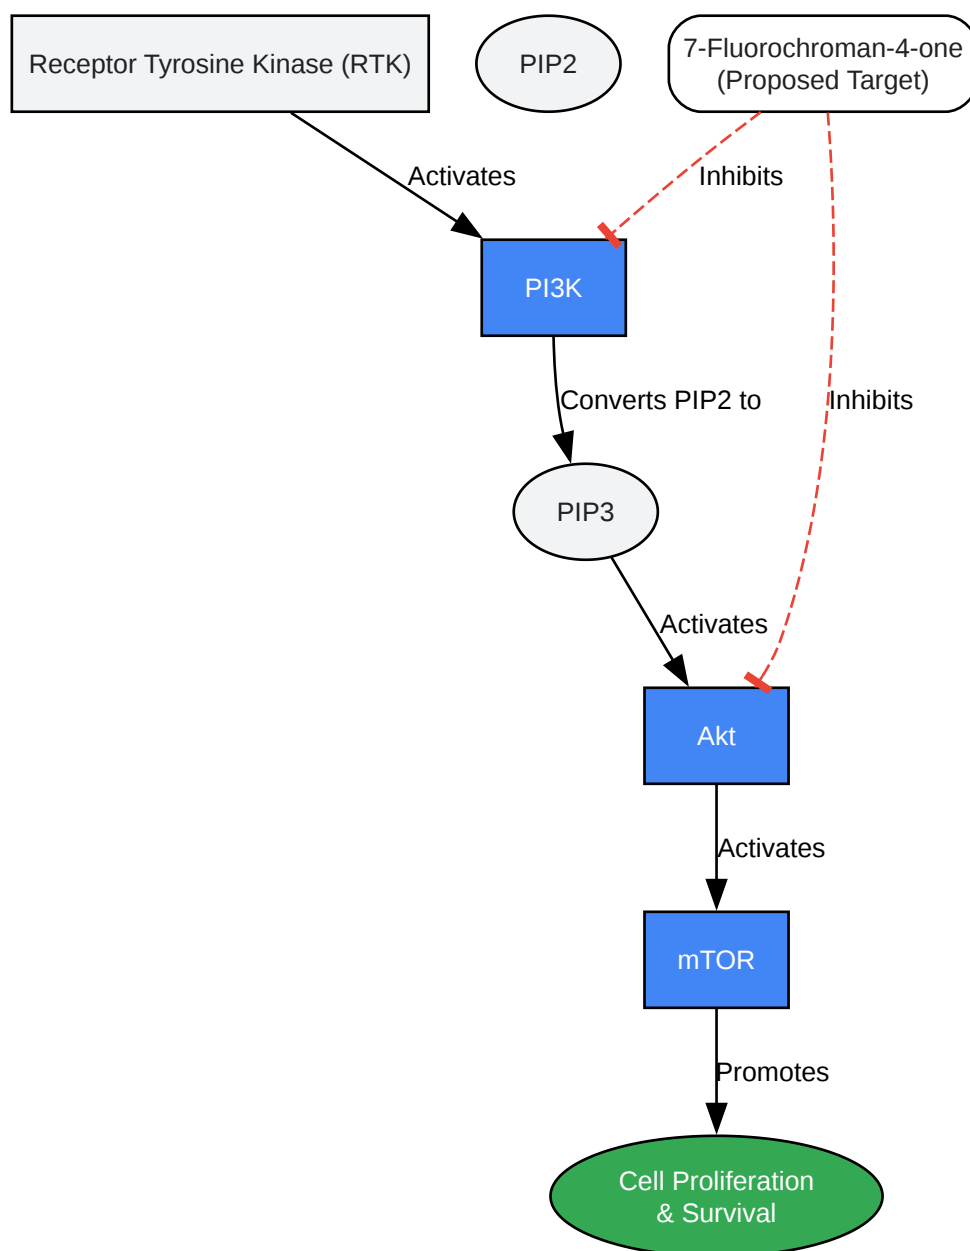 Receptor Tyrosine Kinase (RTK)
PIP2
7-Fluorochroman-4-one
(Proposed Target)
Activates
Inhibits
PI3K
Converts PIP2 to
Inhibits
PIP3
Activates
Akt
Activates
mTOR
Promotes
Cell Proliferation
& Survival